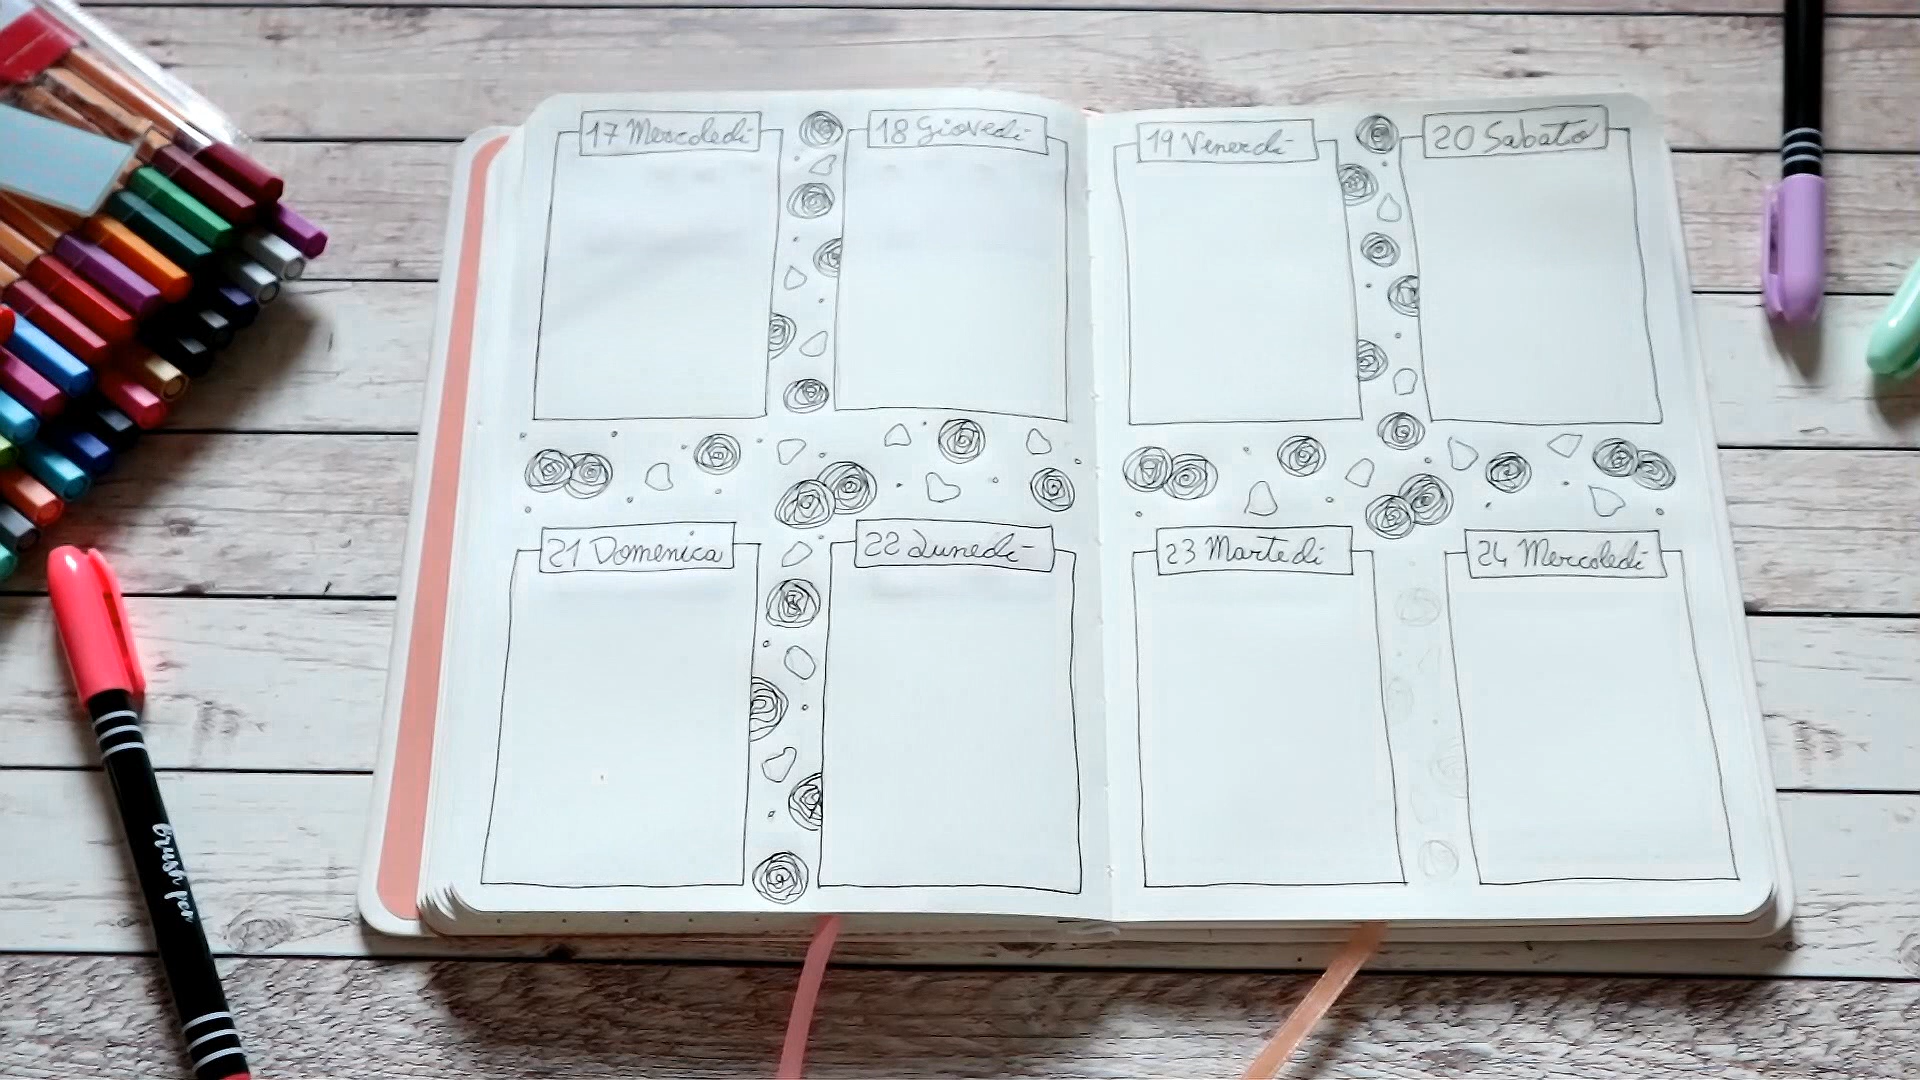 17 Mercoledì
18 Giovedì
19 Venerdì
20 Sabato
21 Domenica
22 Lunedì
23 Martedì
24 Mercoledì
brush pen